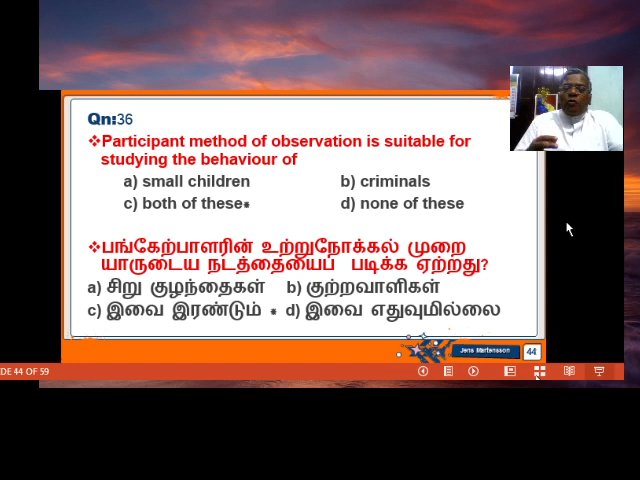 Qn:36
❖Participant method of observation is suitable for
studying the behaviour of
a) small children b) criminals
c) both of these* d) none of these
❖பங்கேற்பாளரின் உற்றுநோக்கல் முறை
யாருடைய நடத்தையைப் படிக்க ஏற்றது?
a) சிறு குழந்தைகள் b) குற்றவாளிகள்
c) இவை இரண்டும் * d) இவை எதுவுமில்லை
Jens Martensson 44
DE 44 OF 59